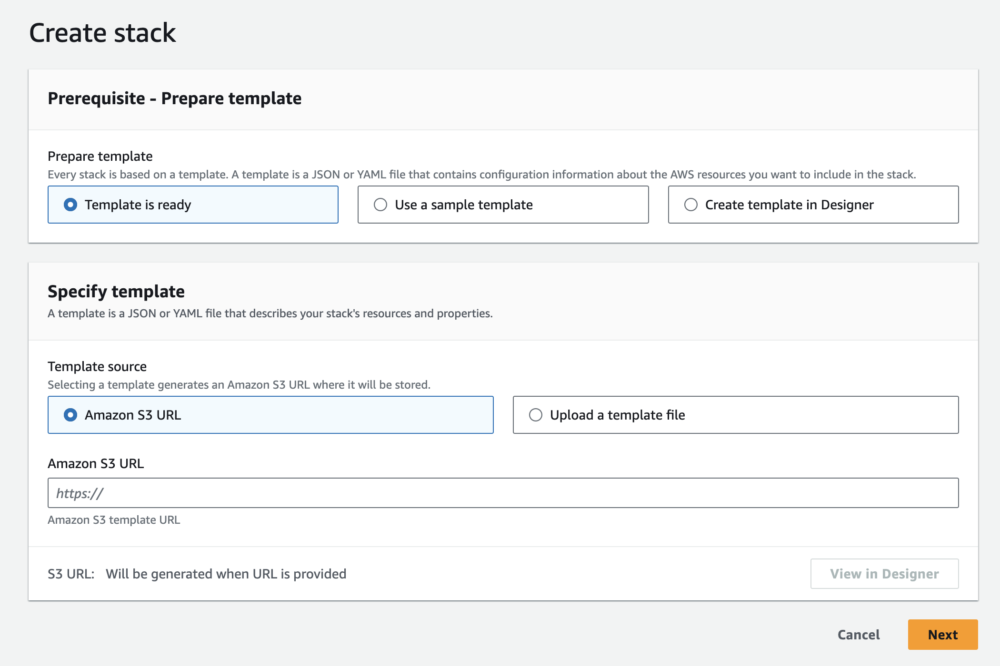 Create stack
Prerequisite - Prepare template
Prepare template
Every stack is based on a template. A template is a JSON or YAML file that contains configuration information about the AWS resources you want to include in the stack.
Template is ready
Use a sample template
Create template in Designer
Specify template
A template is a JSON or YAML file that describes your stack's resources and properties.
Template source
Selecting a template generates an Amazon S3 URL where it will be stored.
Amazon S3 URL
Upload a template file
Amazon S3 URL
https://
Amazon S3 template URL
S3 URL: Will be generated when URL is provided
View in Designer
Cancel
Next